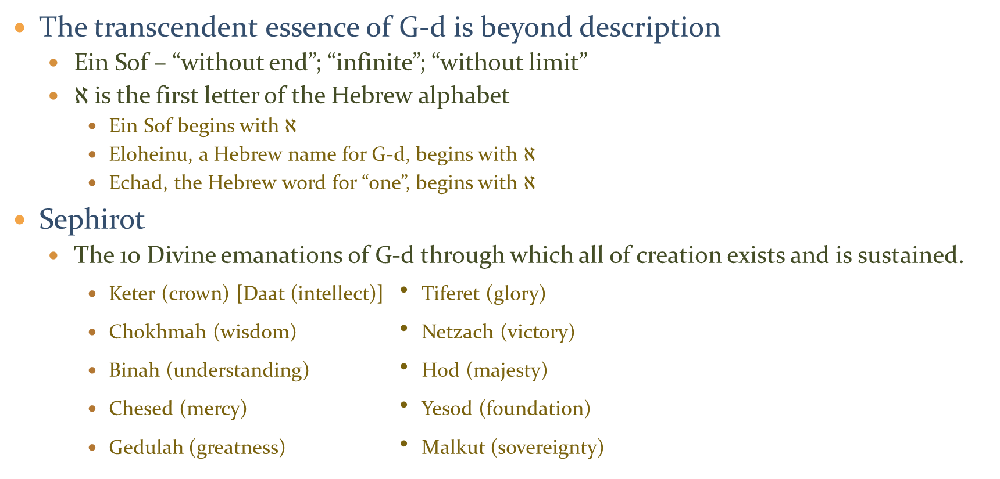 • The transcendent essence of G-d is beyond description
• Ein Sof – “without end”; “infinite”; “without limit”
• א is the first letter of the Hebrew alphabet
• Ein Sof begins with א
• Eloheinu, a Hebrew name for G-d, begins with א
• Echad, the Hebrew word for “one”, begins with א
• Sephirot
• The 10 Divine emanations of G-d through which all of creation exists and is sustained.
• Keter (crown) [Daat (intellect)]
• Chokhmah (wisdom)
• Binah (understanding)
• Chesed (mercy)
• Gedulah (greatness)
• Tiferet (glory)
• Netzach (victory)
• Hod (majesty)
• Yesod (foundation)
• Malkut (sovereignty)